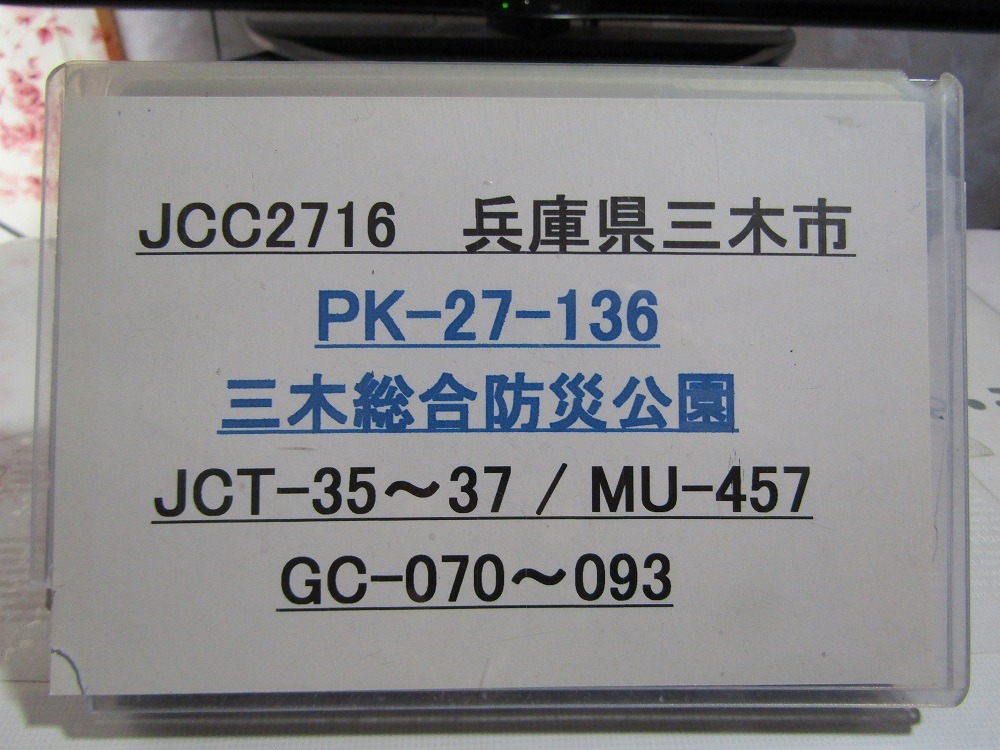 JCC2716　兵庫県三木市
PK-27-136
三木総合防災公園
JCT-35～37 / MU-457
GC-070～093